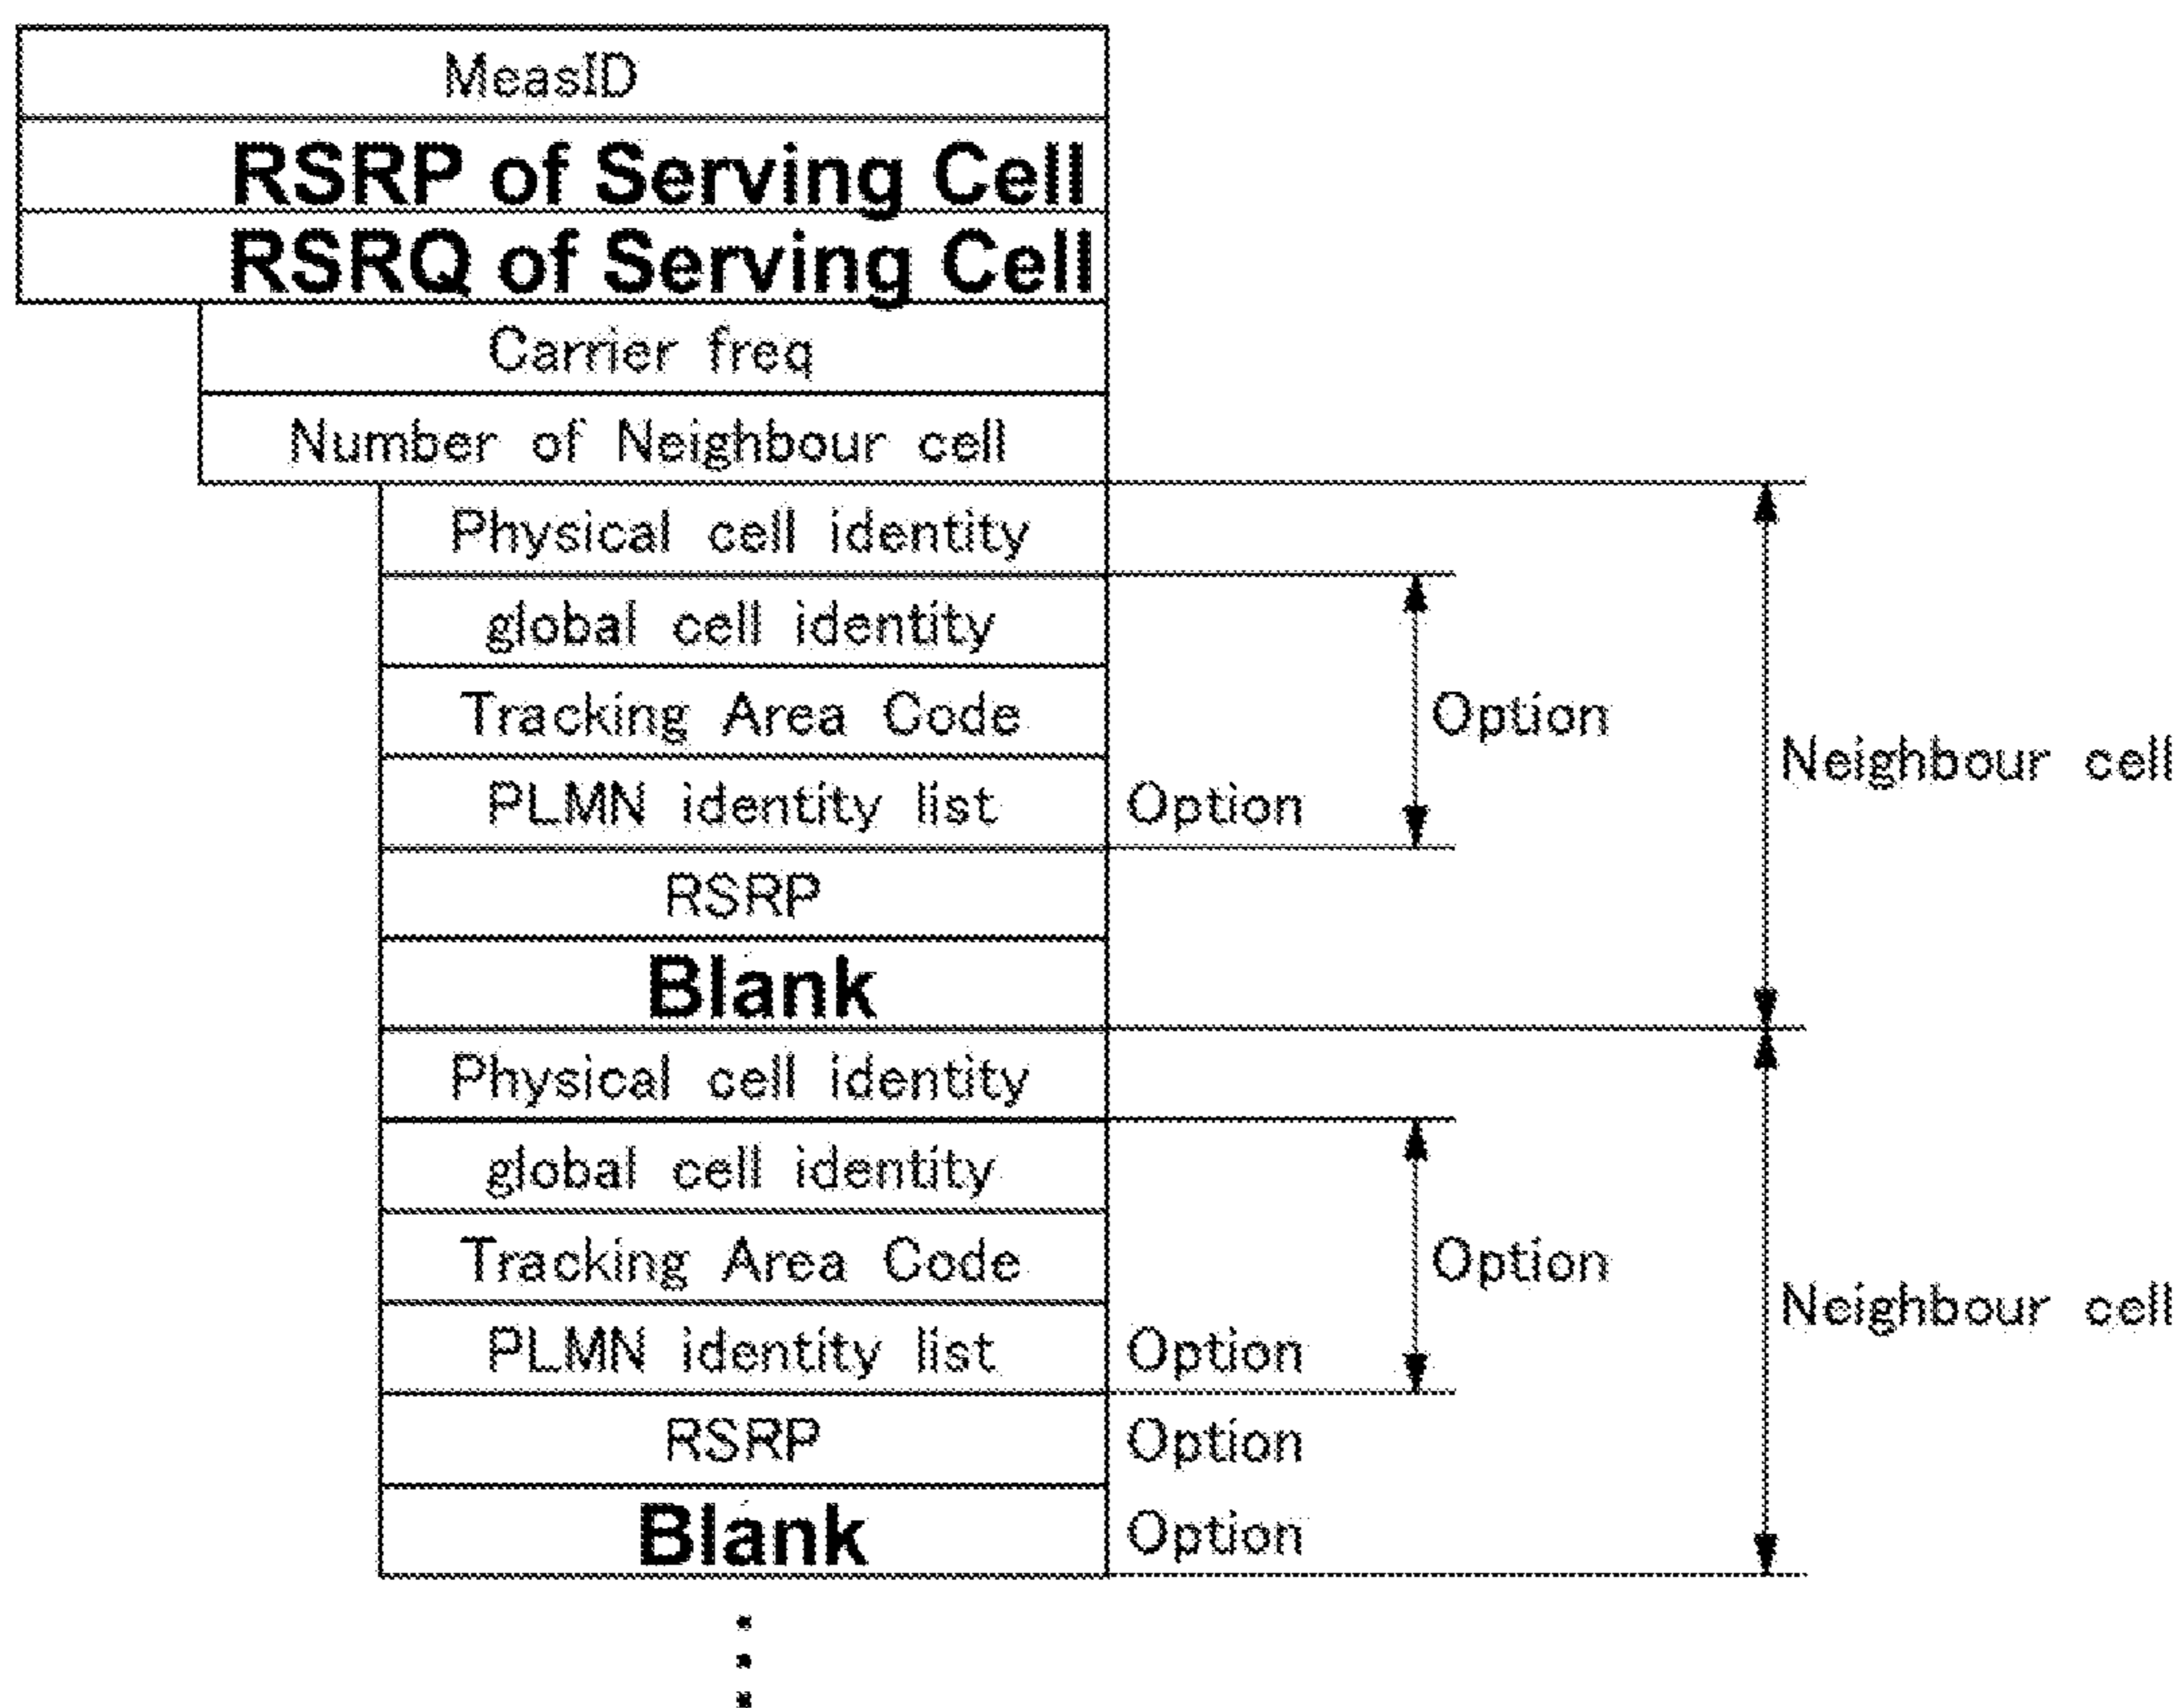 MeasID
RSRP of Serving Cell
RSRQ of Serving Cell
Carrier freq
Number of Neighbour cell
Physical cell identity
global cell identity
Tracking Area Code
Option
Neighbour cell
PLMN identity list
Option
RSRP
Blank
Physical cell identity
global cell identity
Tracking Area Code
Option
Neighbour cell
PLMN identity list
Option
RSRP
Option
Blank
Option